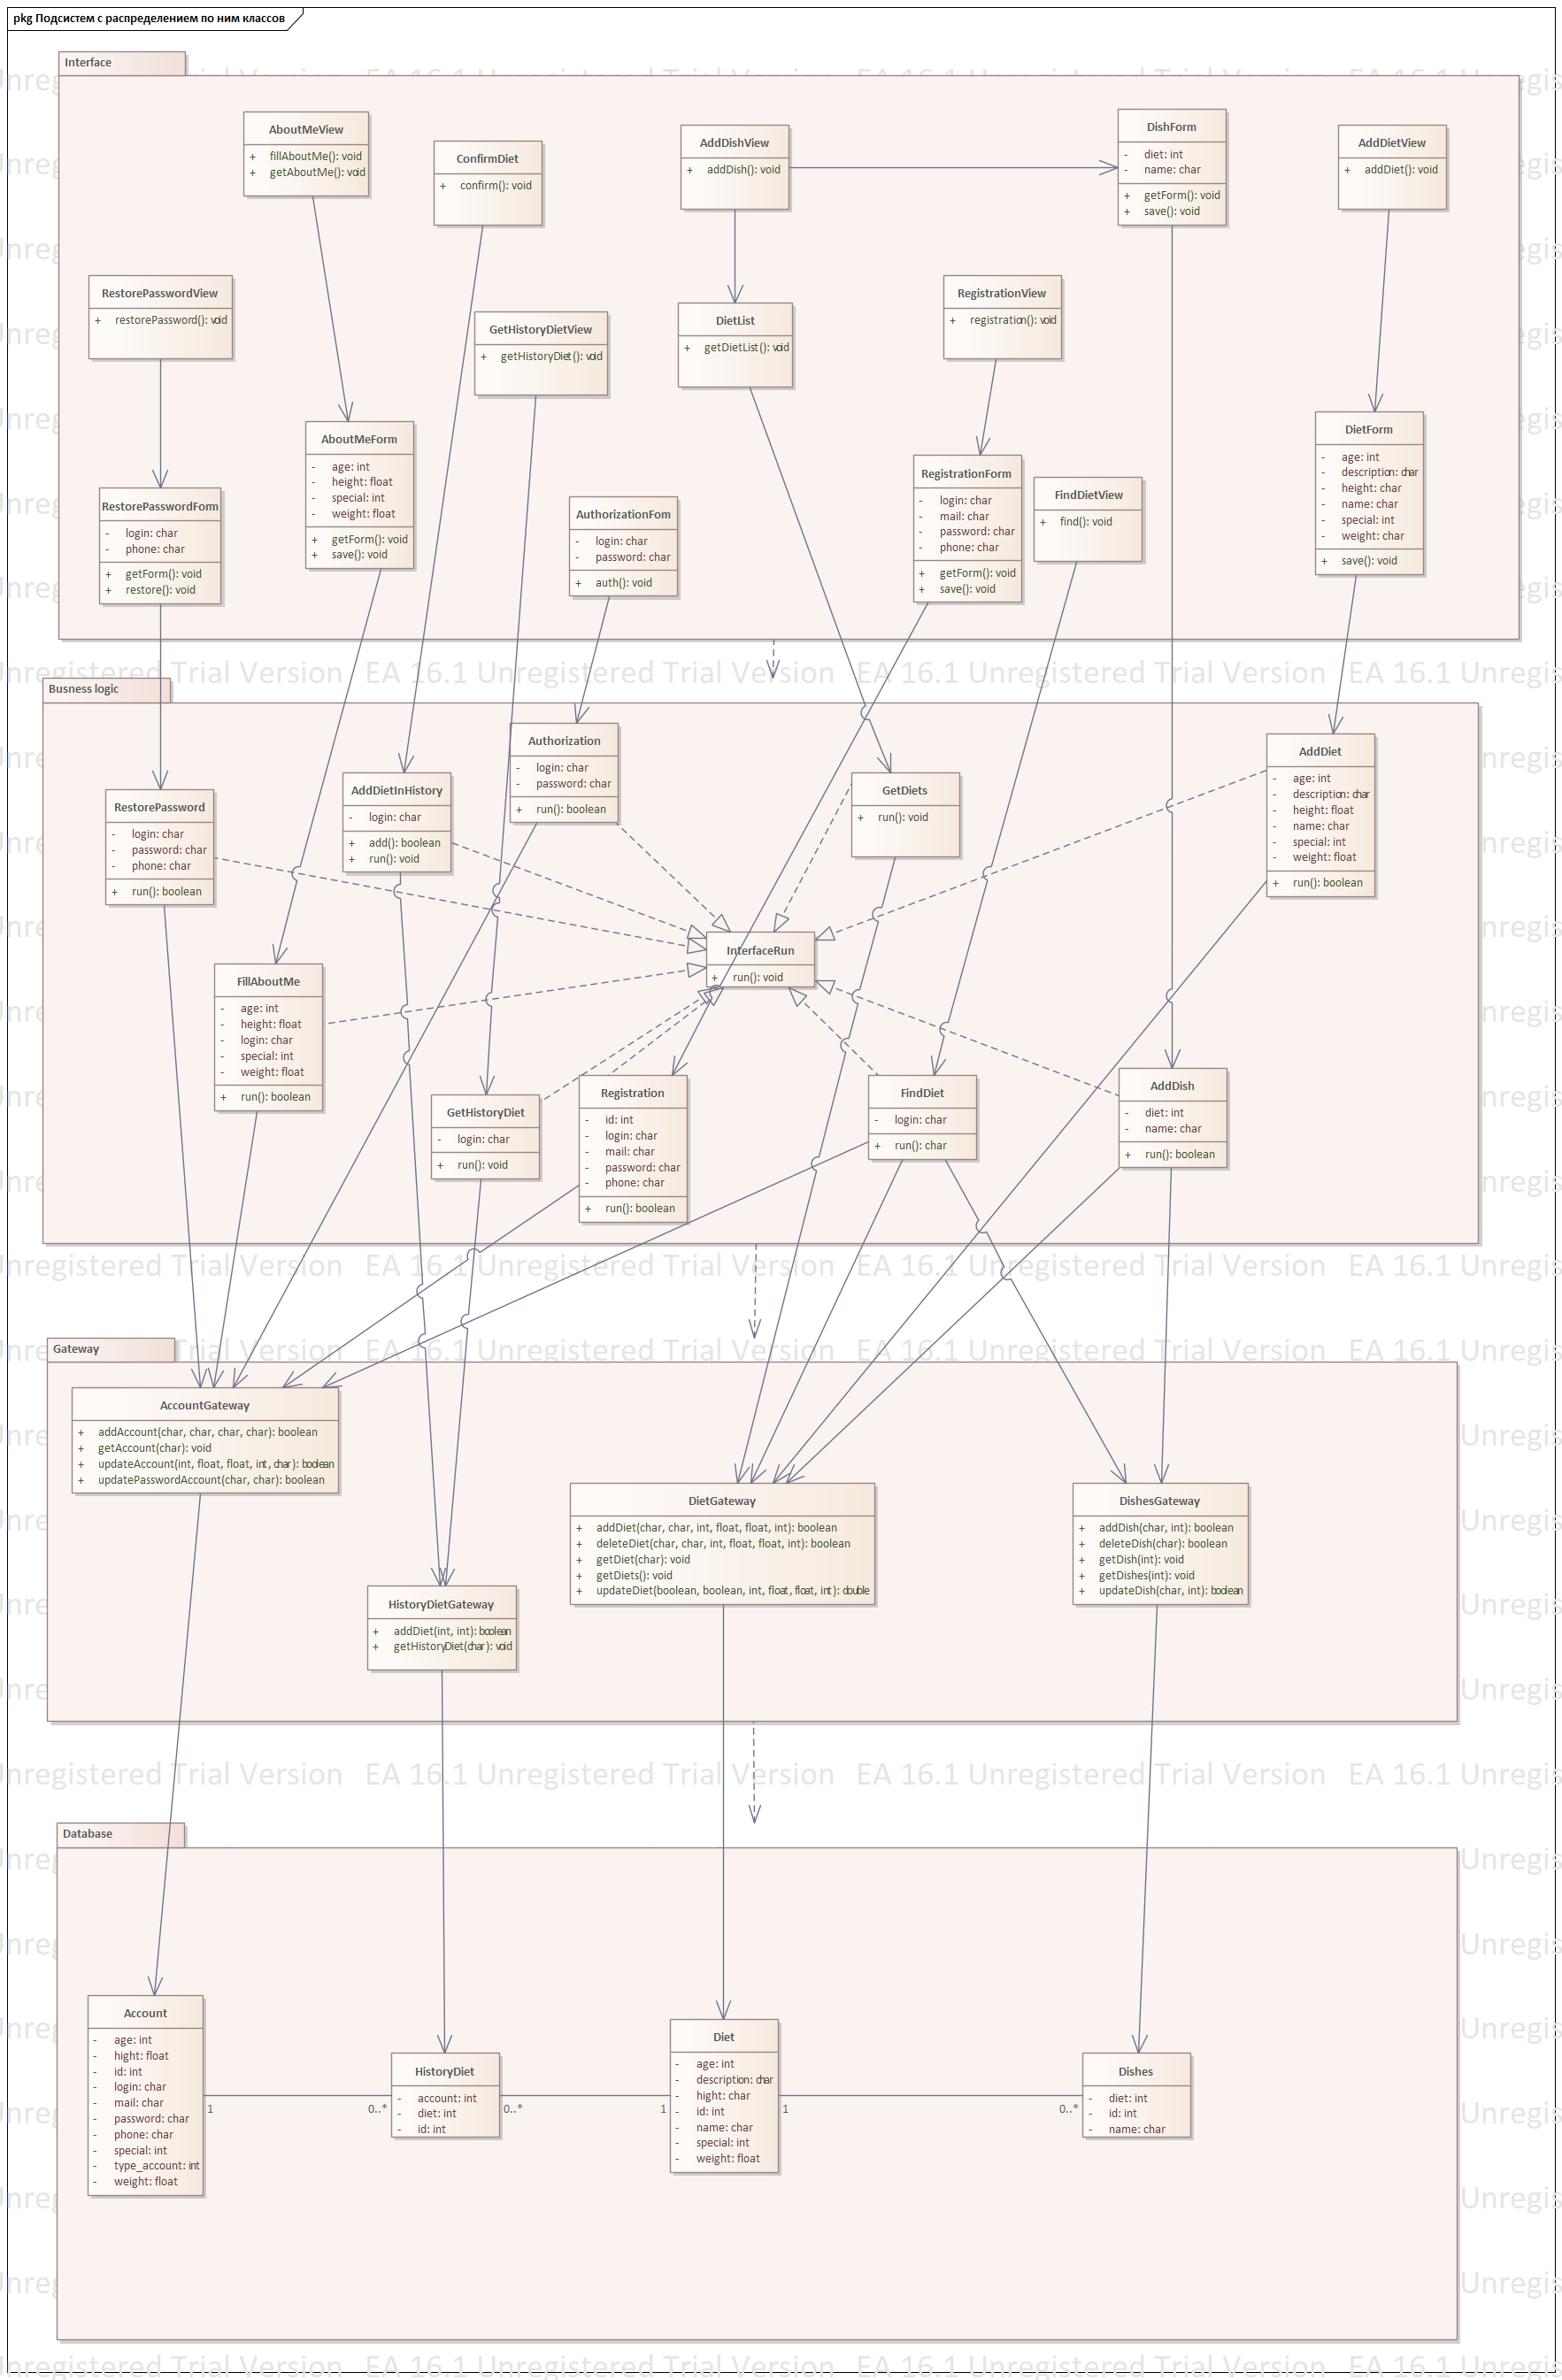 pkg Подсистем с распределением по ним классов
Interface
AboutMeView
+ fillAboutMe(): void
+ getAboutMe(): void
ConfirmDiet
+ confirm(): void
AddDishView
+ addDish(): void
DishForm
- diet: int
- name: char
+ getForm(): void
+ save(): void
AddDietView
+ addDiet(): void
RestorePasswordView
+ restorePassword(): void
GetHistoryDietView
+ getHistoryDiet(): void
DietList
+ getDietList(): void
RegistrationView
+ registration(): void
AboutMeForm
- age: int
- height: float
- special: int
- weight: float
+ getForm(): void
+ save(): void
DietForm
- age: int
- description: char
- height: char
- name: char
- special: int
- weight: char
+ save(): void
RestorePasswordForm
- login: char
- phone: char
+ getForm(): void
+ restore(): void
AuthorizationFom
- login: char
- password: char
+ auth(): void
RegistrationForm
- login: char
- mail: char
- password: char
- phone: char
+ getForm(): void
+ save(): void
FindDietView
+ find(): void
Busness logic
Authorization
- login: char
- password: char
+ run(): boolean
AddDiet
- age: int
- description: char
- height: float
- name: char
- special: int
- weight: float
+ run(): boolean
RestorePassword
- login: char
- password: char
- phone: char
+ run(): boolean
AddDietInHistory
- login: char
+ add(): boolean
+ run(): void
GetDiets
+ run(): void
InterfaceRun
+ run(): void
FillAboutMe
- age: int
- height: float
- login: char
- special: int
- weight: float
+ run(): boolean
GetHistoryDiet
- login: char
+ run(): void
Registration
- id: int
- login: char
- mail: char
- password: char
- phone: char
+ run(): boolean
FindDiet
- login: char
+ run(): char
AddDish
- diet: int
- name: char
+ run(): boolean
Gateway
AccountGateway
+ addAccount(char, char, char, char): boolean
+ getAccount(char): void
+ updateAccount(int, float, float, int, char): boolean
+ updatePasswordAccount(char, char): boolean
HistoryDietGateway
+ addDiet(int, int): boolean
+ getHistoryDiet(char): void
DietGateway
+ addDiet(char, char, int, float, float, int): boolean
+ deleteDiet(char, char, int, float, float, int): boolean
+ getDiet(char): void
+ getDiets(): void
+ updateDiet(boolean, boolean, int, float, float, int): double
DishesGateway
+ addDish(char, int): boolean
+ deleteDish(char): boolean
+ getDish(int): void
+ getDishes(int): void
+ updateDish(char, int): boolean
Database
Account
- age: int
- hight: float
- id: int
- login: char
- mail: char
- password: char
- phone: char
- special: int
- type_account: int
- weight: float
1
0..*
HistoryDiet
- account: int
- diet: int
- id: int
0..*
1
Diet
- age: int
- description: char
- hight: char
- id: int
- name: char
- special: int
- weight: float
1
0..*
Dishes
- diet: int
- id: int
- name: char
EA 16.1 Unregistered Trial Version